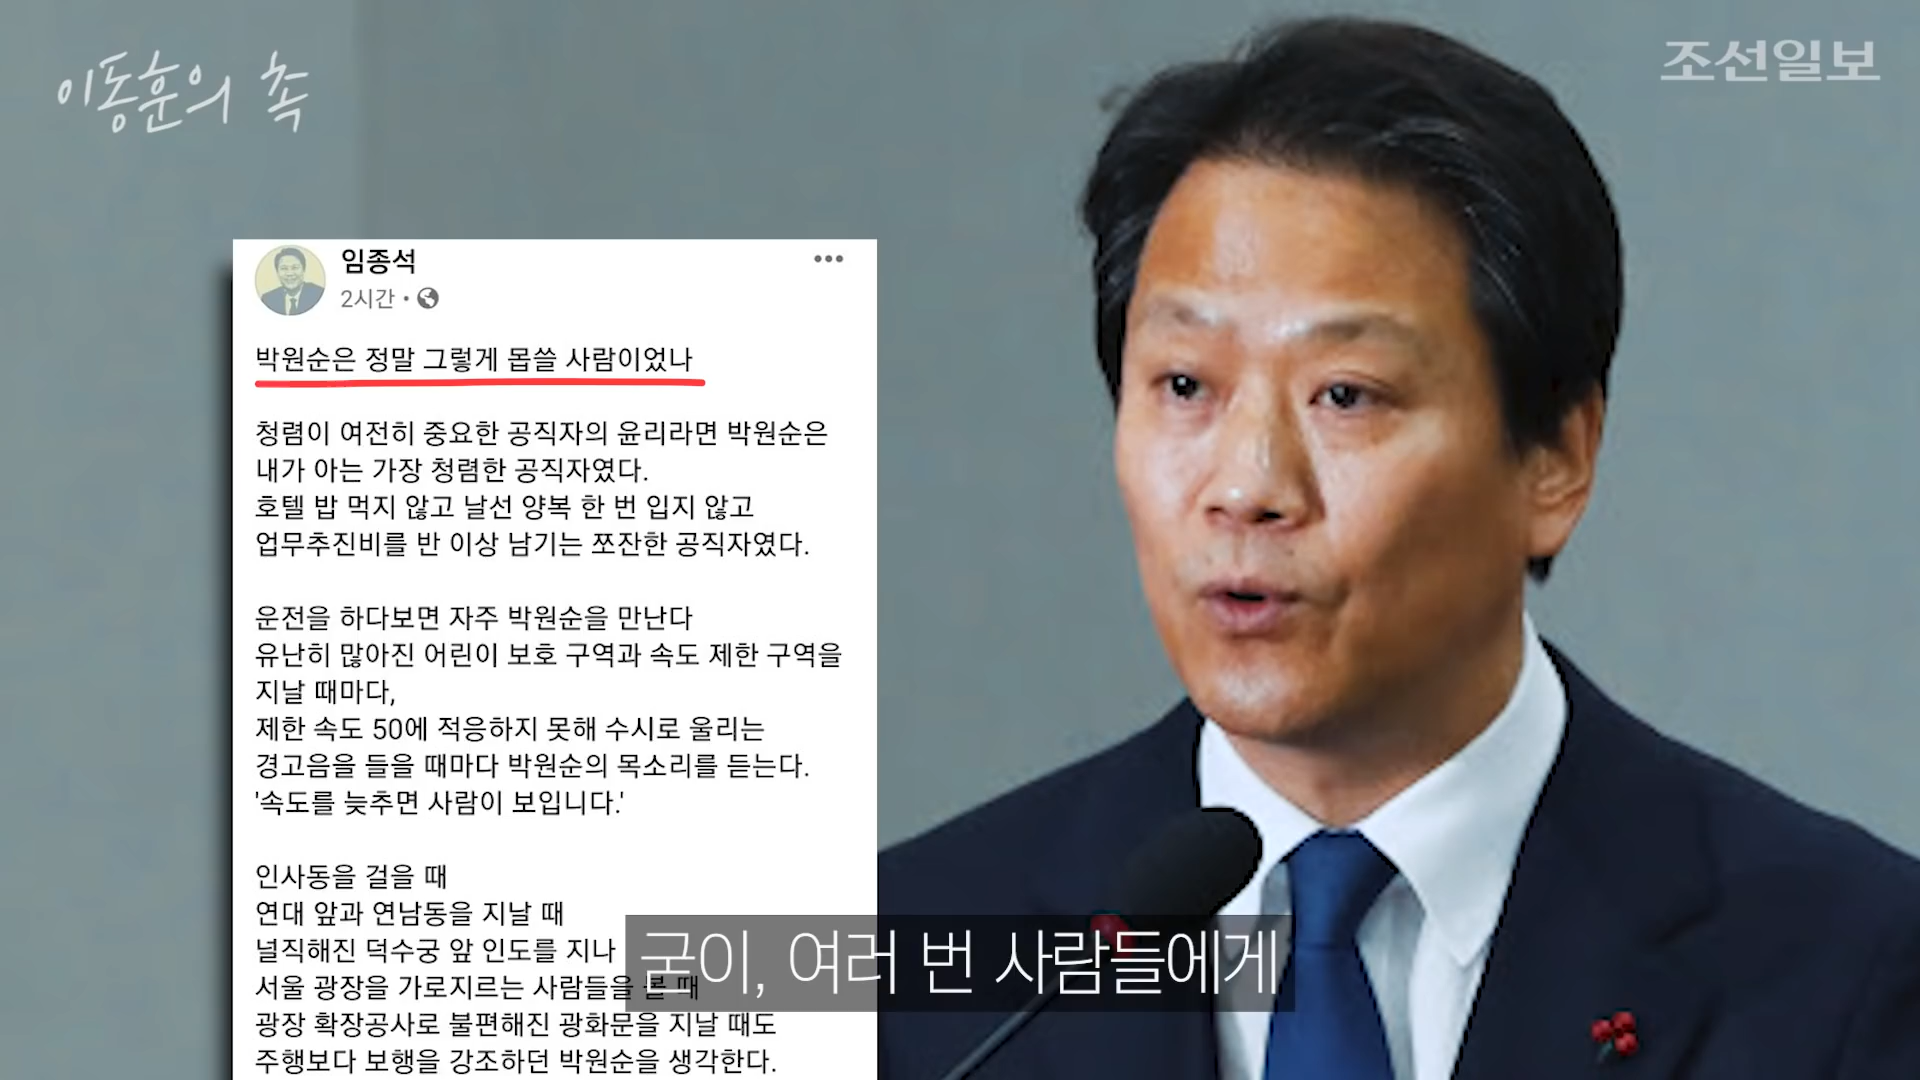 이동훈의 촉
조선일보
임종석
2시간
박원순은 정말 그렇게 몹쓸 사람이었나
청렴이 여전히 중요한 공직자의 윤리라면 박원순은
내가 아는 가장 청렴한 공직자였다.
호텔 밥 먹지 않고 날선 양복 한 번 입지 않고
업무추진비를 반 이상 남기는 쪼잔한 공직자였다.
운전을 하다보면 자주 박원순을 만난다
유난히 많아진 어린이 보호 구역과 속도 제한 구역을
지날 때마다,
제한 속도 50에 적응하지 못해 수시로 울리는
경고음을 들을 때마다 박원순의 목소리를 듣는다.
'속도를 늦추면 사람이 보입니다.'
인사동을 걸을 때
연대 앞과 연남동을 지날 때
널직해진 덕수궁 앞 인도를 지나
서울 광장을 가로지르는 사람들을 볼 때
광장 확장공사로 불편해진 광화문을 지날 때도
주행보다 보행을 강조하던 박원순을 생각한다.
굳이, 여러 번 사람들에게